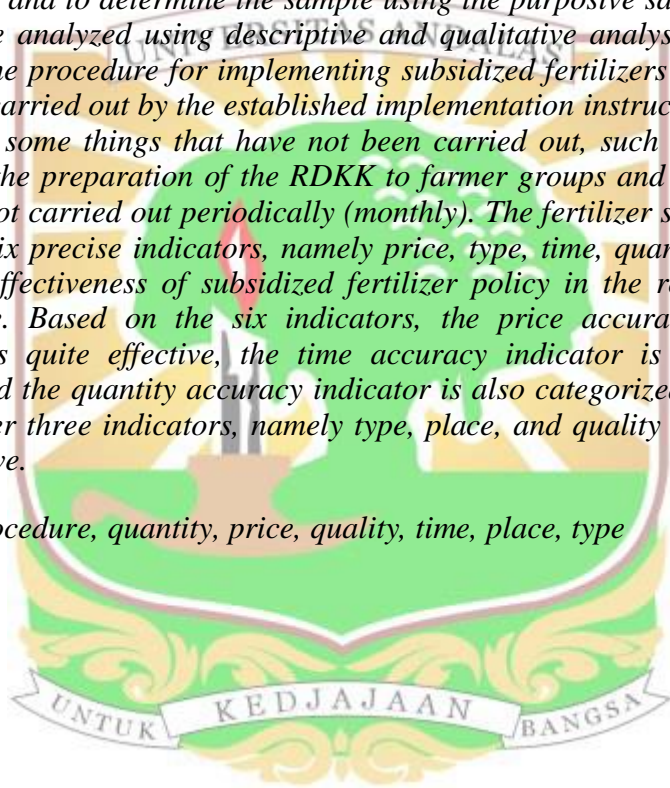 and to determine the sample using the purposive sa
e analyzed using descriptive and qualitative analys
UNIVERSITAS ANDALAS
he procedure for implementing subsidized fertilizers
carried out by the established implementation instruc
some things that have not been carried out, such
the preparation of the RDKK to farmer groups and
ot carried out periodically (monthly). The fertilizer s
ix precise indicators, namely price, type, time, quan
ffectiveness of subsidized fertilizer policy in the r
e. Based on the six indicators, the price accura
s quite effective, the time accuracy indicator is
d the quantity accuracy indicator is also categorize
er three indicators, namely type, place, and quality
ve.
ocedure, quantity, price, quality, time, place, type
UNTUK KEDJAJAAN BANGSA